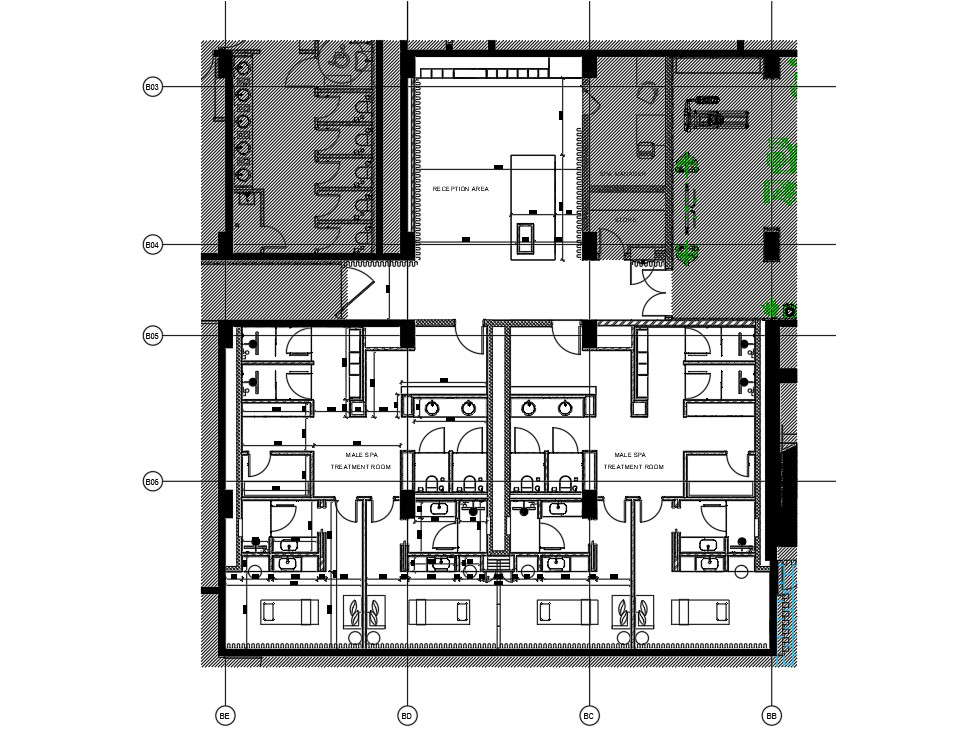 B03
SPA MANAGER
RECEPTION AREA
STORE
B04
B05
MALE SPA
TREATMENT ROOM
MALE SPA
TREATMENT ROOM
B06
BE
BD
BC
BB